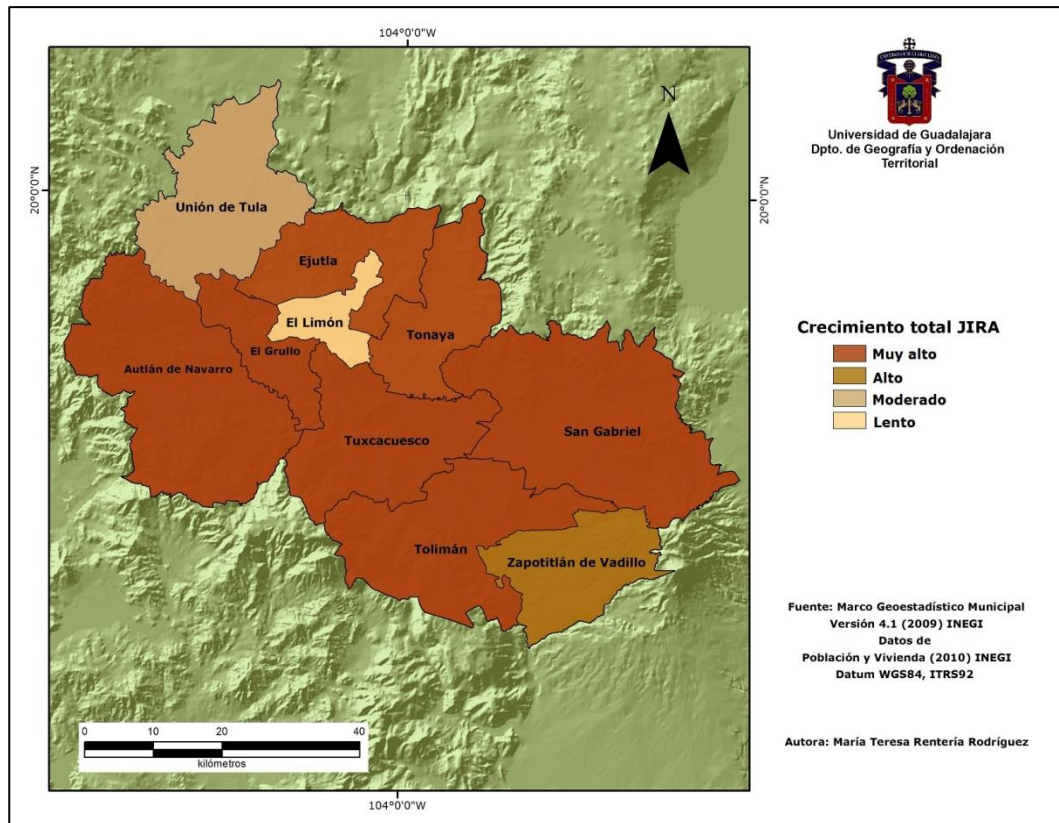 104°0'0"W
N
20°0'0"N
20°0'0"N
Universidad de Guadalajara
Dpto. de Geografía y Ordenación
Territorial
Unión de Tula
Ejutla
El Limón
Tonaya
El Grullo
Autlán de Navarro
Tuxcacuesco
San Gabriel
Tolimán
Zapotitlán de Vadillo
Crecimiento total JIRA
Muy alto
Alto
Moderado
Lento
Fuente: Marco Geoestadístico Municipal
Versión 4.1 (2009) INEGI
Datos de
Población y Vivienda (2010) INEGI
Datum WGS84, ITRS92
Autora: María Teresa Rentería Rodríguez
0 10 20 40
kilómetros
104°0'0"W